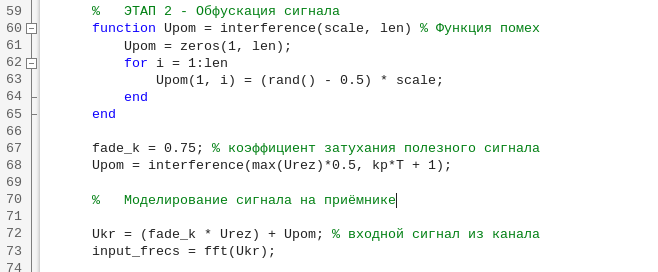 59 %   ЭТАП 2 - Обфускация сигнала
60 function Upom = interference(scale, len) % Функция помех
61     Upom = zeros(1, len);
62     for i = 1:len
63         Upom(1, i) = (rand() - 0.5) * scale;
64     end
65 end
66
67 fade_k = 0.75; % коэффициент затухания полезного сигнала
68 Upom = interference(max(Urez)*0.5, kp*T + 1);
69
70 %   Моделирование сигнала на приёмнике
71
72 Ukr = (fade_k * Urez) + Upom; % входной сигнал из канала
73 input_frecs = fft(Ukr);
74